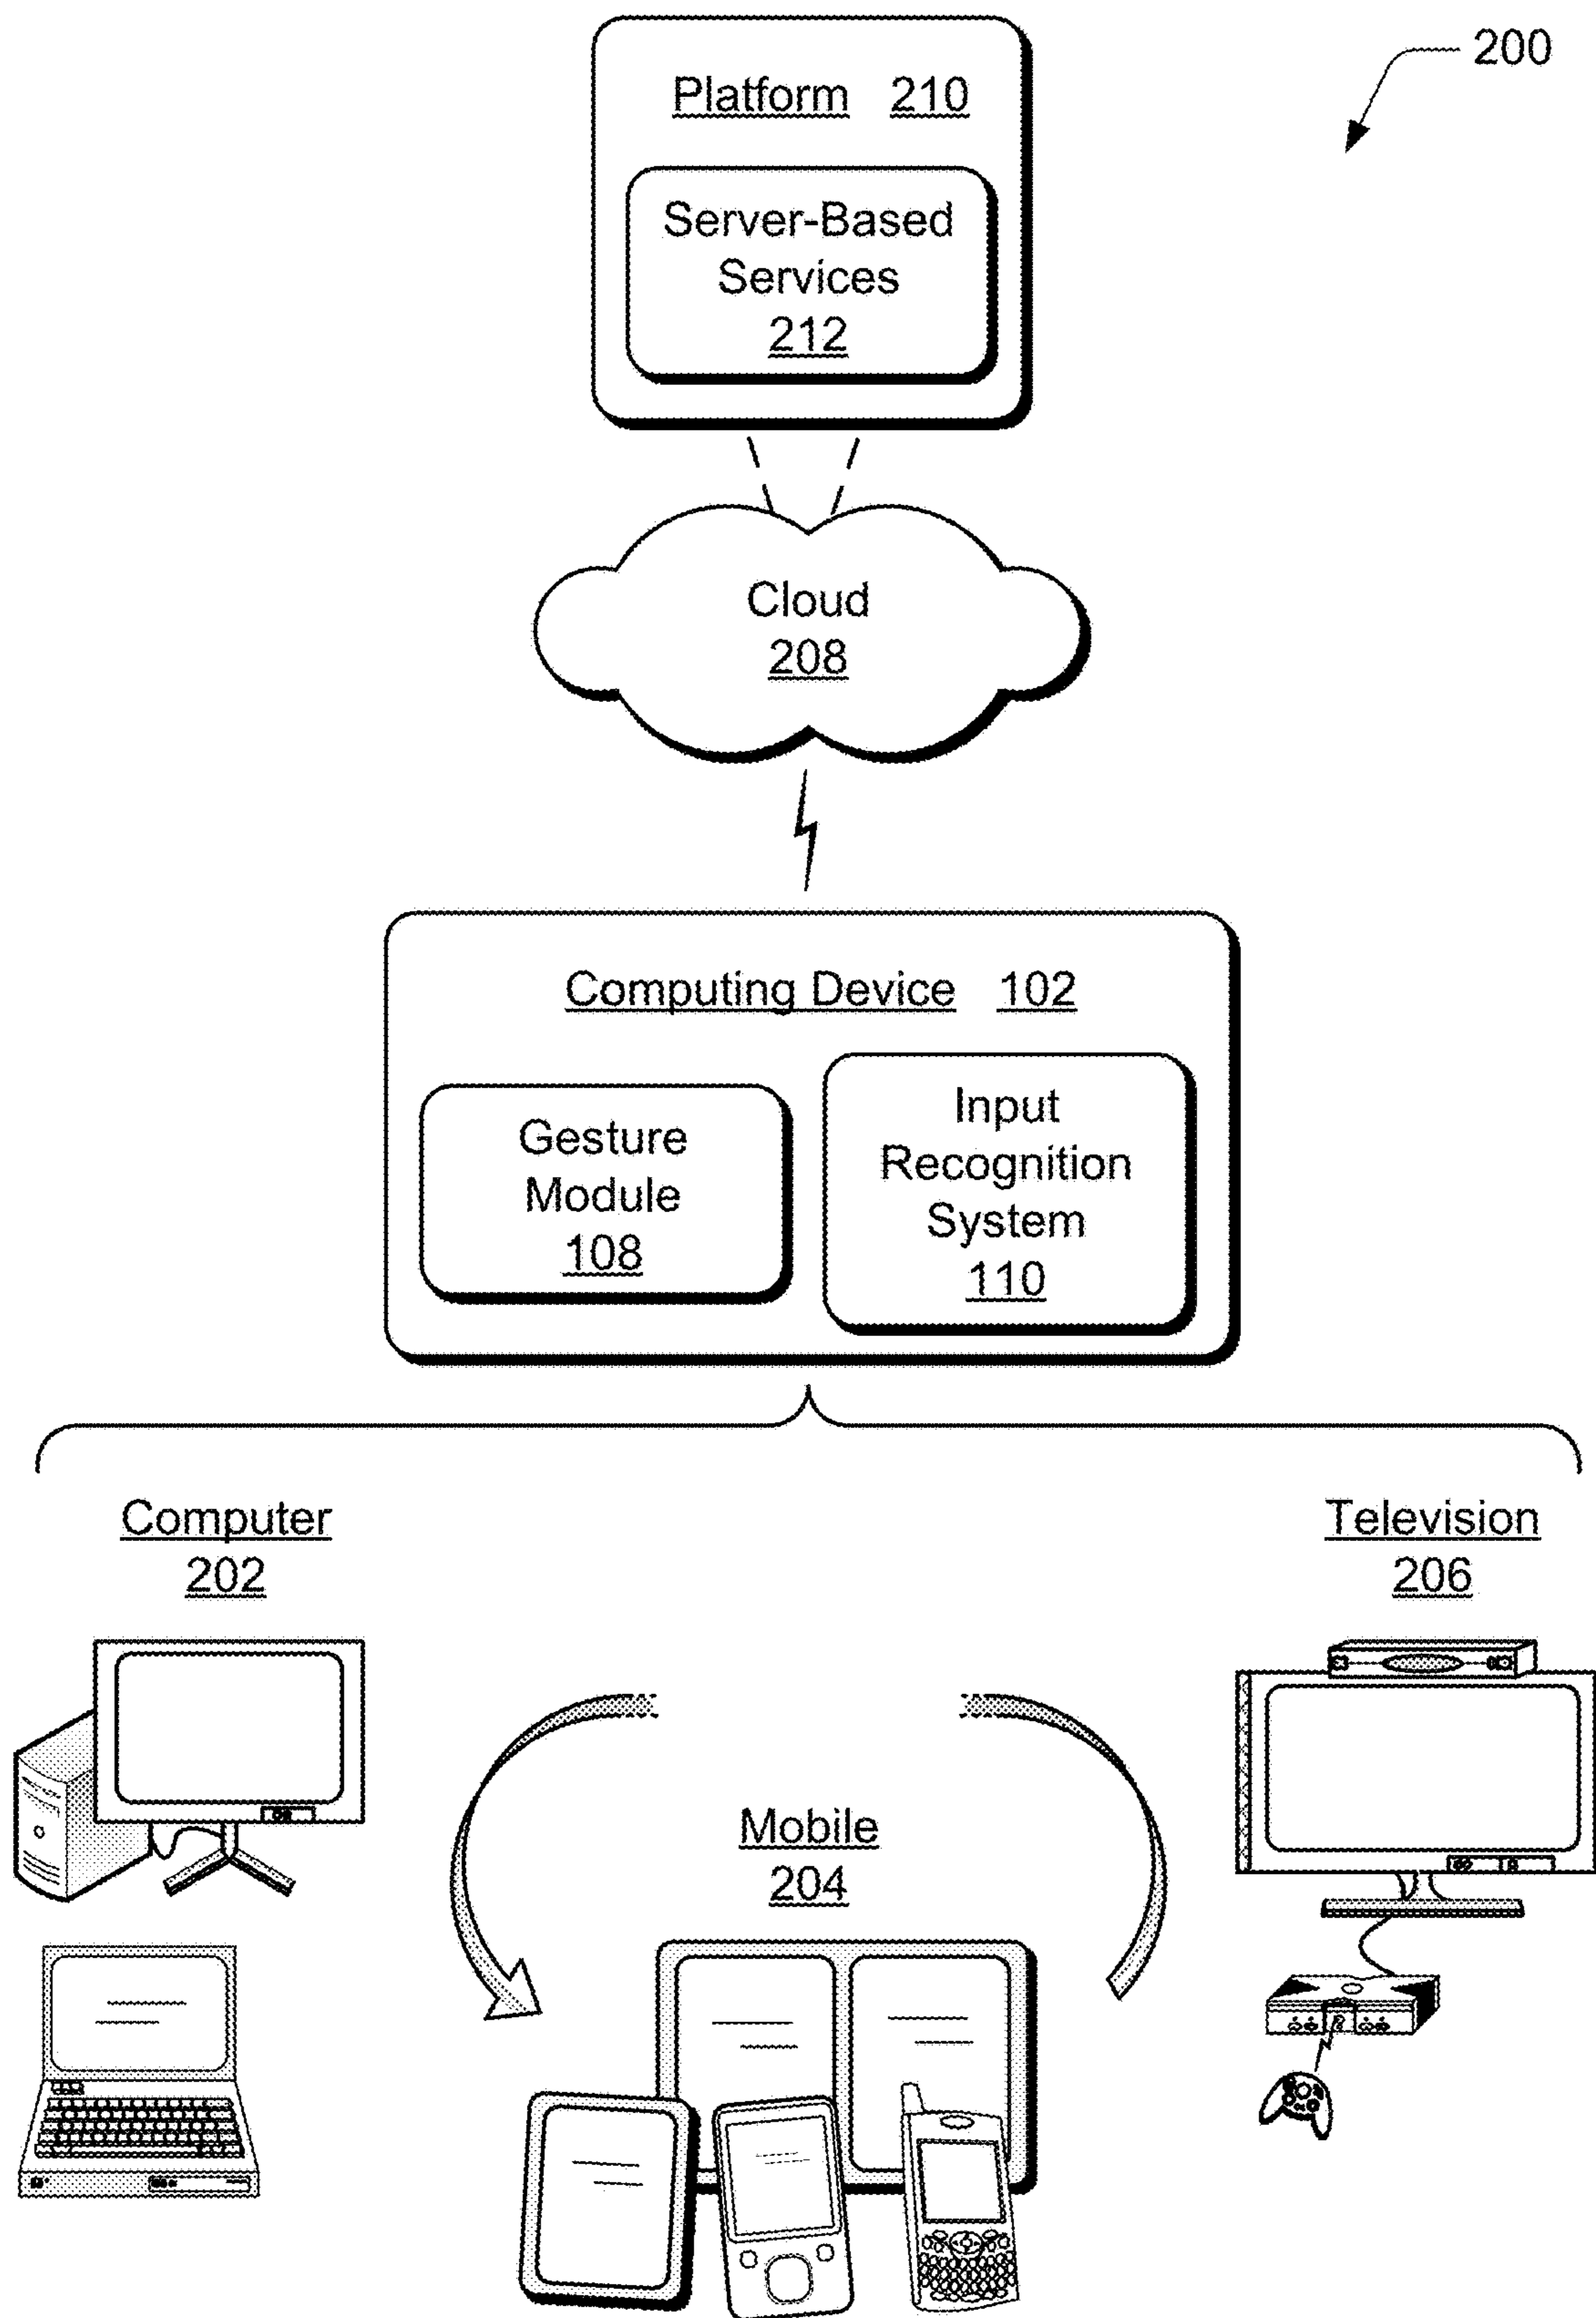 200
Platform 210
Server-Based
Services
212
Cloud
208
Computing Device 102
Gesture
Module
108
Input
Recognition
System
110
Computer
202
Television
206
Mobile
204